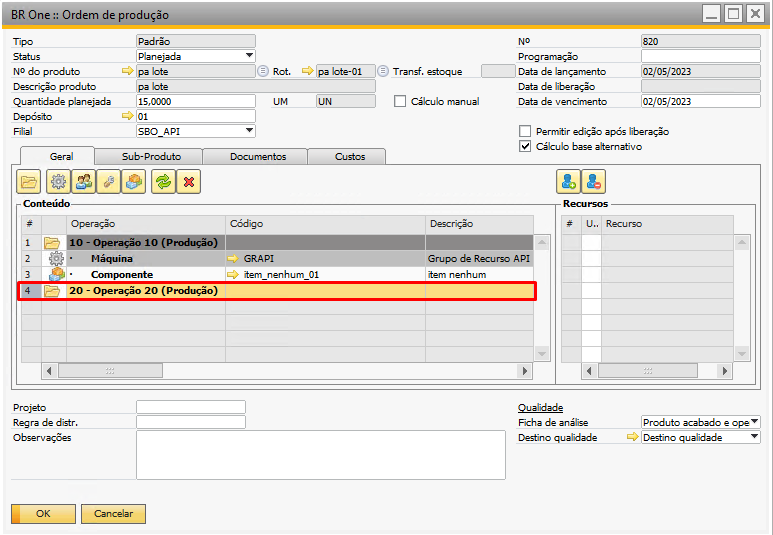 BR One :: Ordem de produção
Tipo Padrão Nº 820
Status Planejada Programação
Nº do produto pa lote Rot. pa lote-01 Transf. estoque Data de lançamento 02/05/2023
Descrição produto pa lote Data de liberação
Quantidade planejada 15,0000 UM UN Cálculo manual Data de vencimento 02/05/2023
Depósito 01
Filial SBO_API Permitir edição após liberação
Cálculo base alternativo
Geral Sub-Produto Documentos Custos
Conteúdo Recursos
# Operação Código Descrição # U.. Recurso
1 10 - Operação 10 (Produção)
2 · Máquina GRAPI Grupo de Recurso API
3 · Componente item_nenhum_01 item nenhum
4 20 - Operação 20 (Produção)
Projeto Qualidade
Regra de distr. Ficha de análise Produto acabado e ope
Observações Destino qualidade Destino qualidade
OK Cancelar